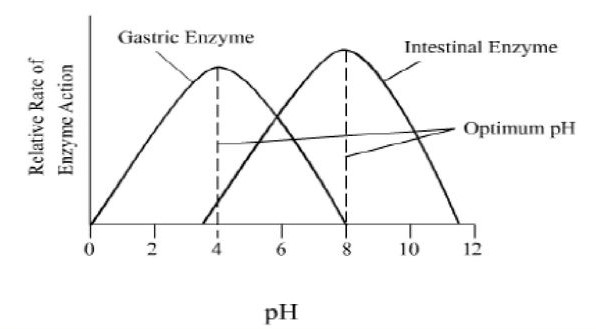 Gastric Enzyme
Intestinal Enzyme
Relative Rate of
Enzyme Action
Optimum pH
0 2 4 6 8 10 12
pH